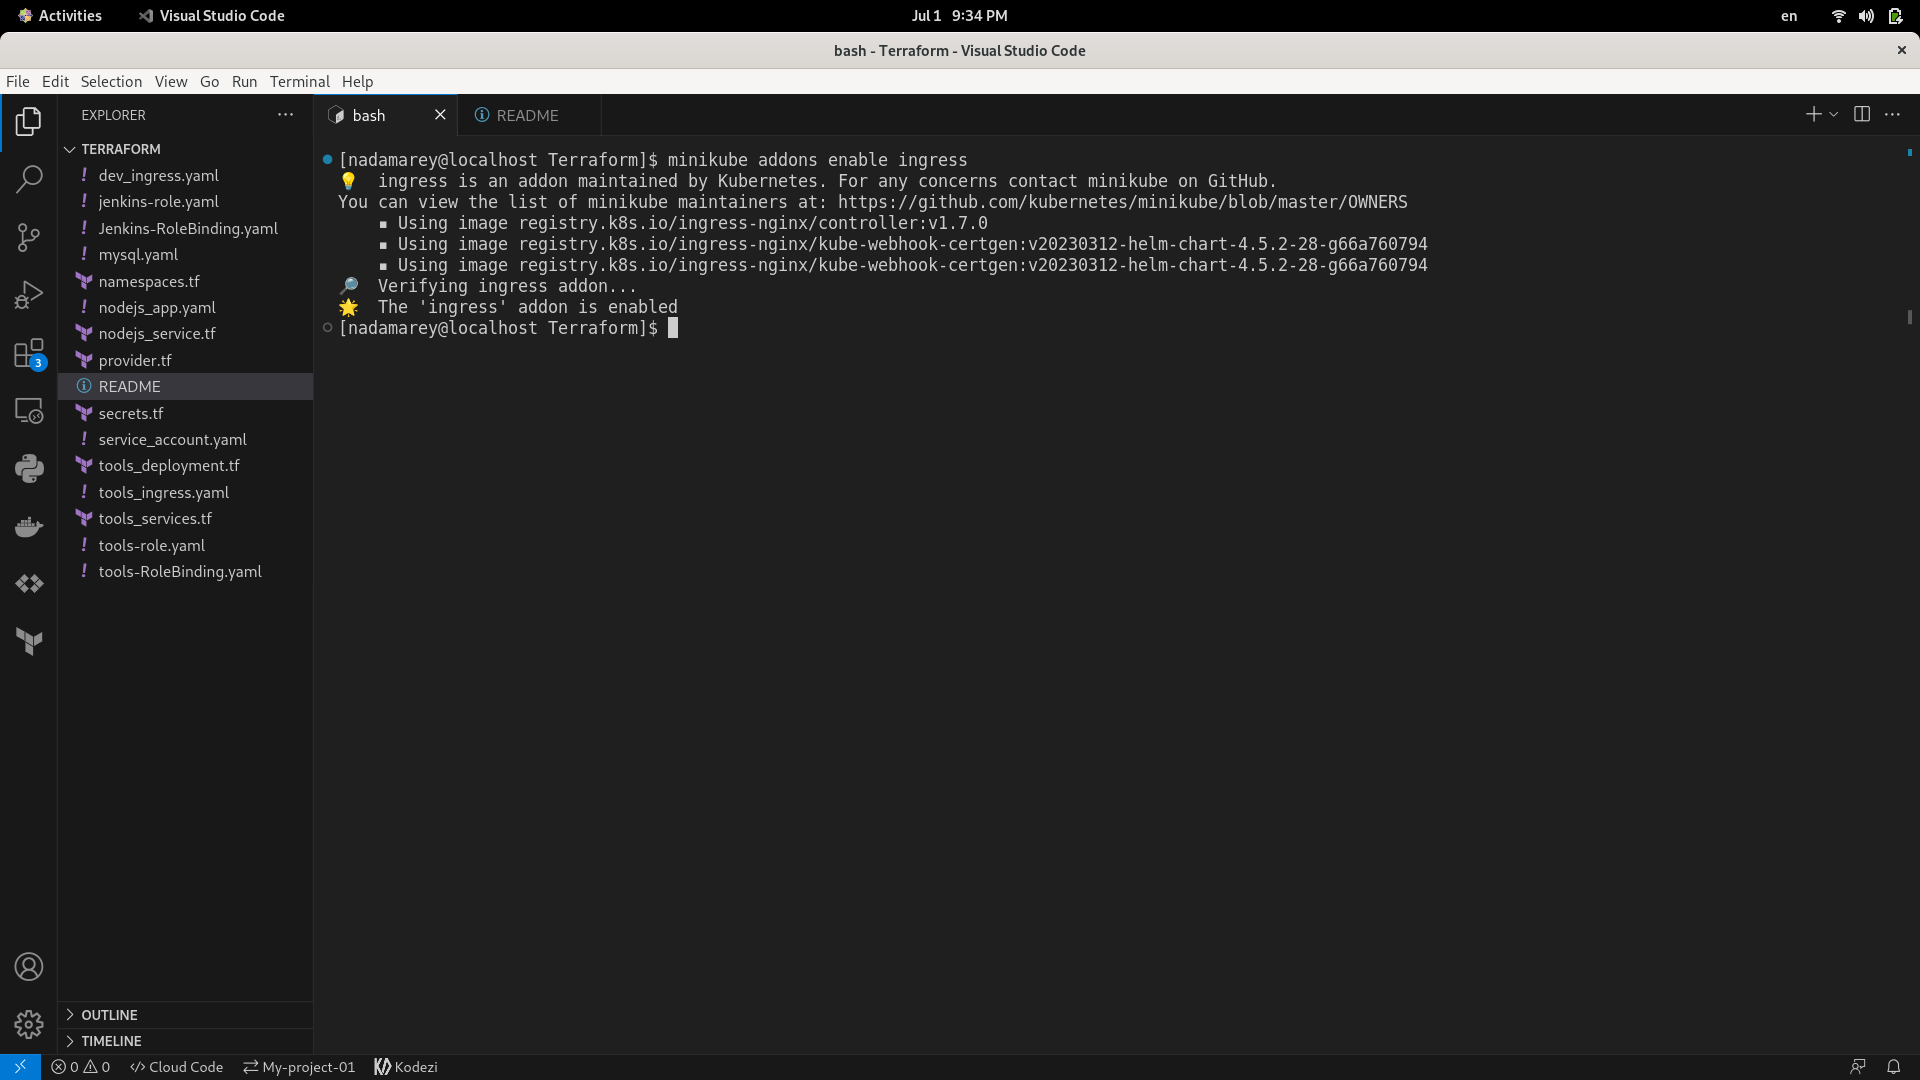 Activities
Visual Studio Code
Jul 1 9:34 PM
en
bash - Terraform - Visual Studio Code
File Edit Selection View Go Run Terminal Help
EXPLORER
TERRAFORM
dev_ingress.yaml
jenkins-role.yaml
Jenkins-RoleBinding.yaml
mysql.yaml
namespaces.tf
nodejs_app.yaml
nodejs_service.tf
provider.tf
README
secrets.tf
service_account.yaml
tools_deployment.tf
tools_ingress.yaml
tools_services.tf
tools-role.yaml
tools-RoleBinding.yaml
OUTLINE
TIMELINE
3
bash
README
[nadamarey@localhost Terraform]$ minikube addons enable ingress
💡 ingress is an addon maintained by Kubernetes. For any concerns contact minikube on GitHub.
You can view the list of minikube maintainers at: https://github.com/kubernetes/minikube/blob/master/OWNERS
▪ Using image registry.k8s.io/ingress-nginx/controller:v1.7.0
▪ Using image registry.k8s.io/ingress-nginx/kube-webhook-certgen:v20230312-helm-chart-4.5.2-28-g66a760794
▪ Using image registry.k8s.io/ingress-nginx/kube-webhook-certgen:v20230312-helm-chart-4.5.2-28-g66a760794
🔎 Verifying ingress addon...
🌟 The 'ingress' addon is enabled
[nadamarey@localhost Terraform]$
0 0 Cloud Code My-project-01 Kodezi